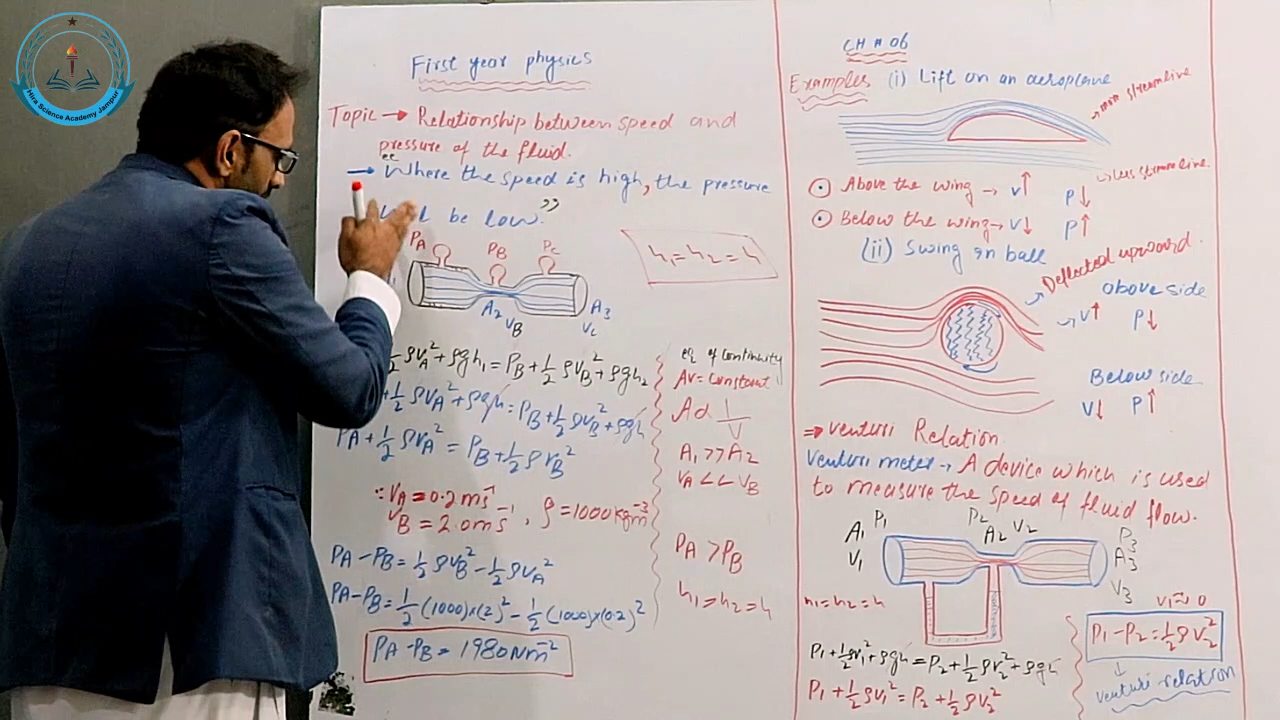 Hira Science Academy Jampur
First year physics
Topic → Relationship between speed and
pressure of the fluid.
→ "Where the speed is high, the pressure
be low."
PA PB Pc
A2 VB A3 Vc
h1 = h2 = h
1/2 ρVA² + ρgh1 = PB + 1/2 ρVB² + ρgh2
+ 1/2 ρVA² + ρgh = PB + 1/2 ρVB² + ρgh
PA + 1/2 ρVA² = PB + 1/2 ρVB²
∵ VA = 0.2 ms⁻¹
VB = 2.0 ms⁻¹, ρ = 1000 kgm⁻³
PA - PB = 1/2 ρVB² - 1/2 ρVA²
PA - PB = 1/2 (1000)×(2)² - 1/2 (1000)×(0.2)²
PA - PB = 1980 Nm⁻²
eq of continuity
AV = constant
A α 1/V
A1 >> A2
VA << VB
PA > PB
h1 = h2 = h
CH # 06
Examples (i) Lift on an aeroplane
→ more streamline
less streamline.
⊙ Above the wing → V↑ P↓
⊙ Below the wing → V↓ P↑
(ii) Swing in ball
Deflected upward.
above side
→ V↑ P↓
Below side
V↓ P↑
⇒ Venturi Relation.
Venturi meter → A device which is used
to measure the speed of fluid flow.
A1 P1 V1
P2 A2 V2
P3 A3 V3
h1 = h2 = h
P1 + 1/2 ρV1² + ρgh = P2 + 1/2 ρV2² + ρgh
P1 + 1/2 ρV1² = P2 + 1/2 ρV2²
V1 ≈ 0
P1 - P2 = 1/2 ρV2²
↓
Venturi relation